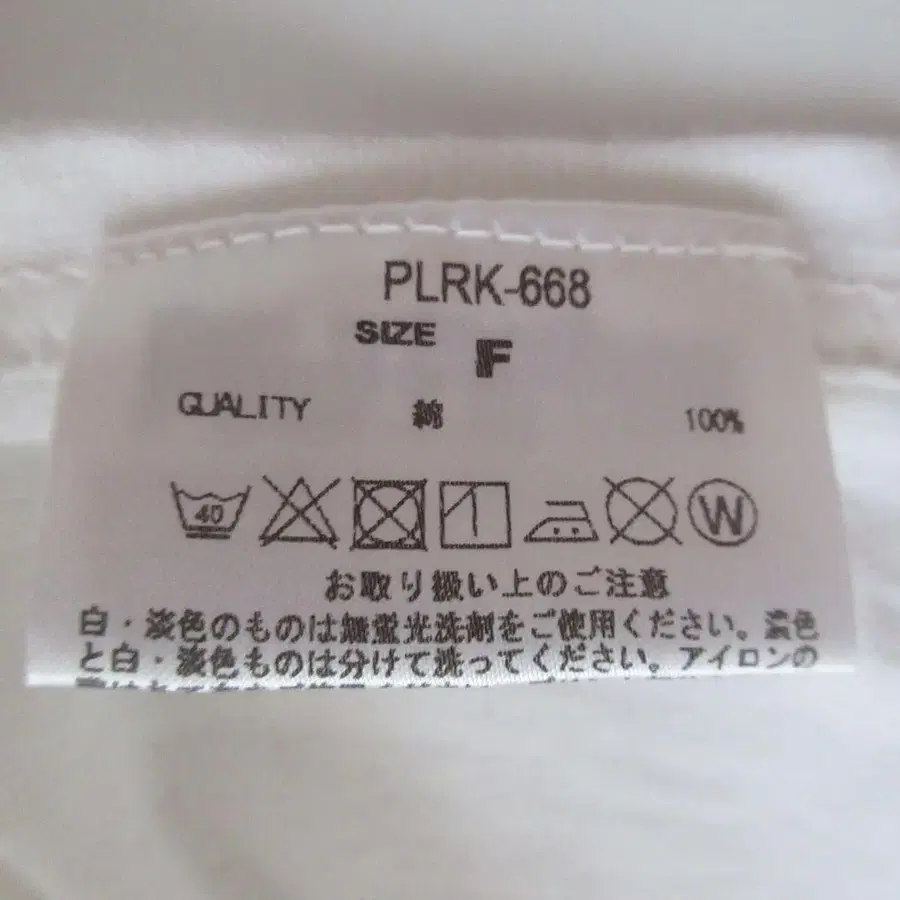 PLRK-668
SIZE F
QUALITY 綿 100%
40 W
お取り扱い上のご注意
白・淡色のものは無蛍光洗剤をご使用ください。濃色
と白・淡色ものは分けて洗ってください。アイロンの